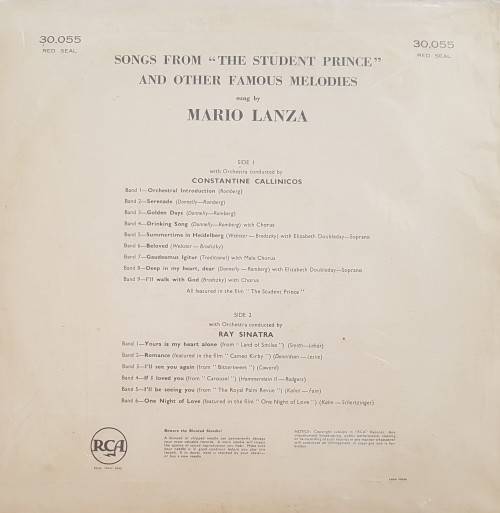 30,055
RED SEAL
30,055
RED SEAL
SONGS FROM "THE STUDENT PRINCE"
AND OTHER FAMOUS MELODIES
sung by
MARIO LANZA
SIDE 1
with Orchestra conducted by
CONSTANTINE CALLINICOS
Band 1—Orchestral Introduction (Romberg)
Band 2—Serenade (Donnelly—Romberg)
Band 3—Golden Days (Donnelly—Romberg)
Band 4—Drinking Song (Donnelly—Romberg) with Chorus
Band 5—Summertime in Heidelberg (Webster—Brodszky) with Elizabeth Doubleday—Soprano
Band 6—Beloved (Webster—Brodszky)
Band 7—Gaudeamus Igitur (Traditional) with Male Chorus
Band 8—Deep in my heart, dear (Donnelly—Romberg) with Elizabeth Doubleday—Soprano
Band 9—I'll walk with God (Brodszky) with Chorus
All featured in the film "The Student Prince"
SIDE 2
with Orchestra conducted by
RAY SINATRA
Band 1—Yours is my heart alone (from "Land of Smiles") (Smith—Lehar)
Band 2—Romance (featured in the film "Cameo Kirby")
Band 3—I'll see you again (from "Bittersweet") (Coward)
Band 4—If I loved you (from "Carousel") (Hammerstein II—Rodgers)
Band 5—I'll be seeing you (from "The Royal Palm Revue") (Kahal—Fain)
Band 6—One Night of Love (featured in the film "One Night of Love") (Kahn—Schertzinger)
RCA
Beware the Blunted Needle!